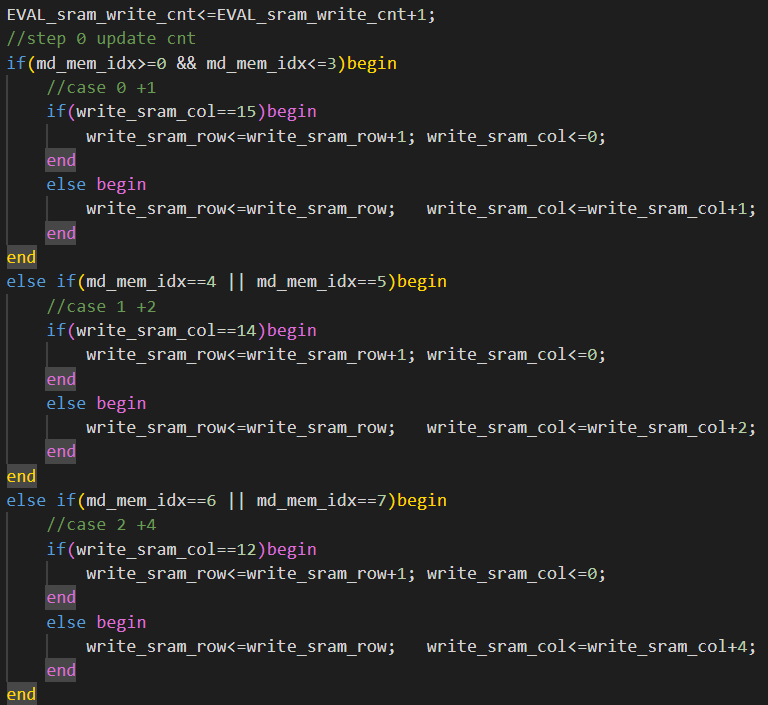 EVAL_sram_write_cnt<=EVAL_sram_write_cnt+1;
//step 0 update cnt
if(md_mem_idx>=0 && md_mem_idx<=3)begin
    //case 0 +1
    if(write_sram_col==15)begin
        write_sram_row<=write_sram_row+1; write_sram_col<=0;
    end
    else begin
        write_sram_row<=write_sram_row;   write_sram_col<=write_sram_col+1;
    end
end
else if(md_mem_idx==4 || md_mem_idx==5)begin
    //case 1 +2
    if(write_sram_col==14)begin
        write_sram_row<=write_sram_row+1; write_sram_col<=0;
    end
    else begin
        write_sram_row<=write_sram_row;   write_sram_col<=write_sram_col+2;
    end
end
else if(md_mem_idx==6 || md_mem_idx==7)begin
    //case 2 +4
    if(write_sram_col==12)begin
        write_sram_row<=write_sram_row+1; write_sram_col<=0;
    end
    else begin
        write_sram_row<=write_sram_row;   write_sram_col<=write_sram_col+4;
    end
end